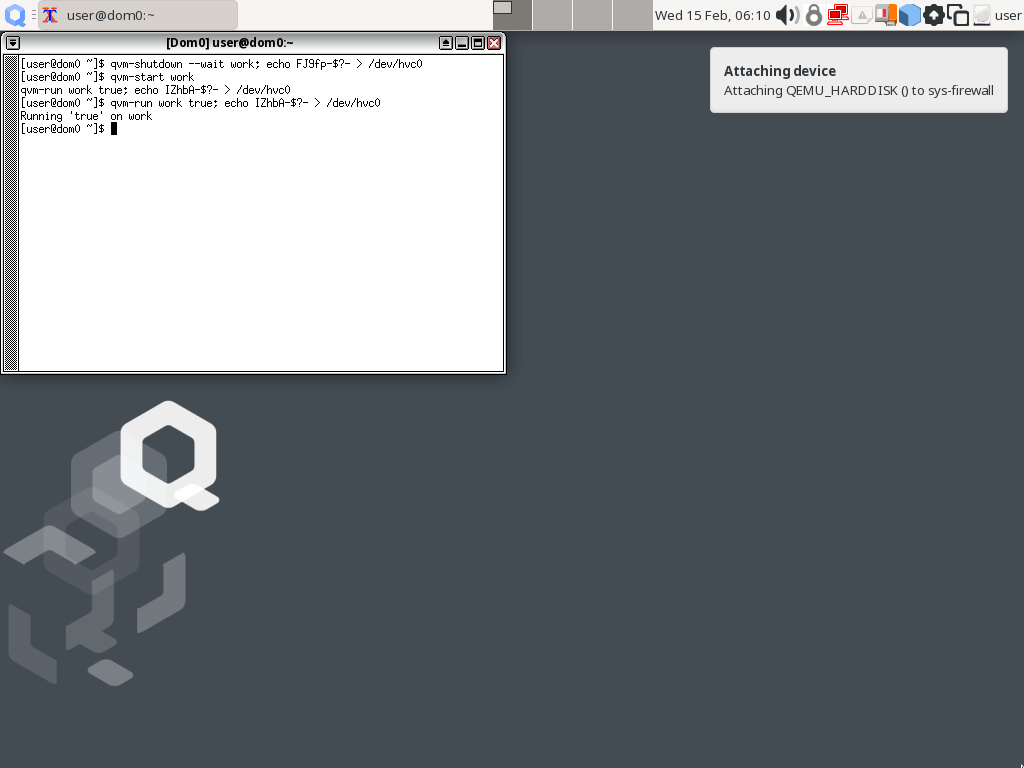 user@dom0:~
Wed 15 Feb, 06:10
user
[Dom0] user@dom0:~
[user@dom0 ~]$ qvm-shutdown --wait work; echo FJ9fp-$?- > /dev/hvc0
[user@dom0 ~]$ qvm-start work
qvm-run work true; echo IZhbA-$?- > /dev/hvc0
[user@dom0 ~]$ qvm-run work true; echo IZhbA-$?- > /dev/hvc0
Running 'true' on work
[user@dom0 ~]$
Attaching device
Attaching QEMU_HARDDISK () to sys-firewall